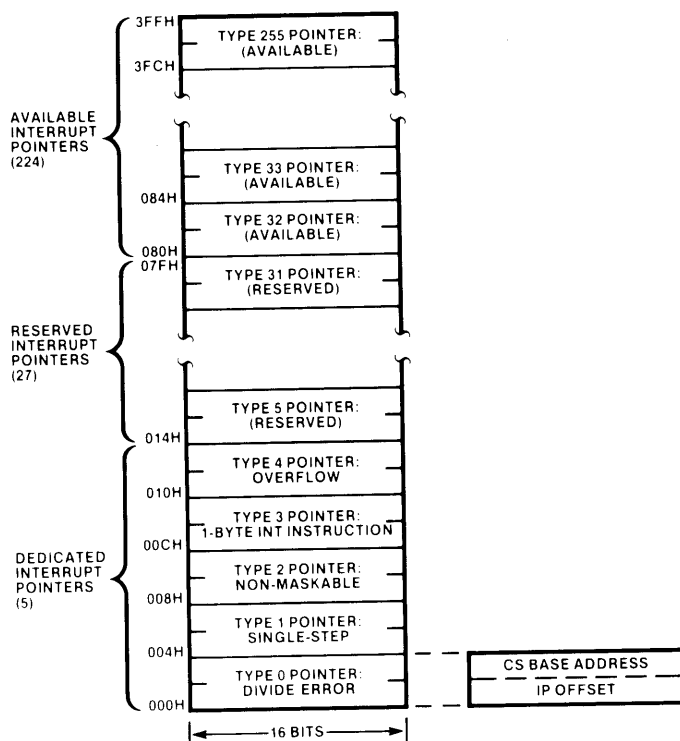 3FFH
TYPE 255 POINTER:
(AVAILABLE)
3FCH
AVAILABLE
INTERRUPT
POINTERS
(224)
TYPE 33 POINTER:
(AVAILABLE)
084H
TYPE 32 POINTER:
(AVAILABLE)
080H
07FH
TYPE 31 POINTER:
(RESERVED)
RESERVED
INTERRUPT
POINTERS
(27)
TYPE 5 POINTER:
(RESERVED)
014H
TYPE 4 POINTER:
OVERFLOW
010H
TYPE 3 POINTER:
1-BYTE INT INSTRUCTION
00CH
DEDICATED
INTERRUPT
POINTERS
(5)
TYPE 2 POINTER:
NON-MASKABLE
008H
TYPE 1 POINTER:
SINGLE-STEP
004H
TYPE 0 POINTER:
DIVIDE ERROR
000H
CS BASE ADDRESS
IP OFFSET
16 BITS